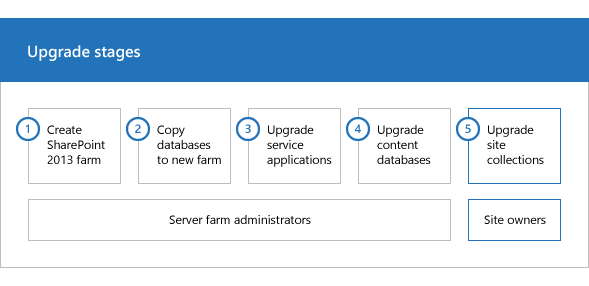 Upgrade stages
1
Create
SharePoint
2013 farm
2
Copy
databases
to new farm
3
Upgrade
service
applications
4
Upgrade
content
databases
5
Upgrade
site
collections
Server farm administrators
Site owners